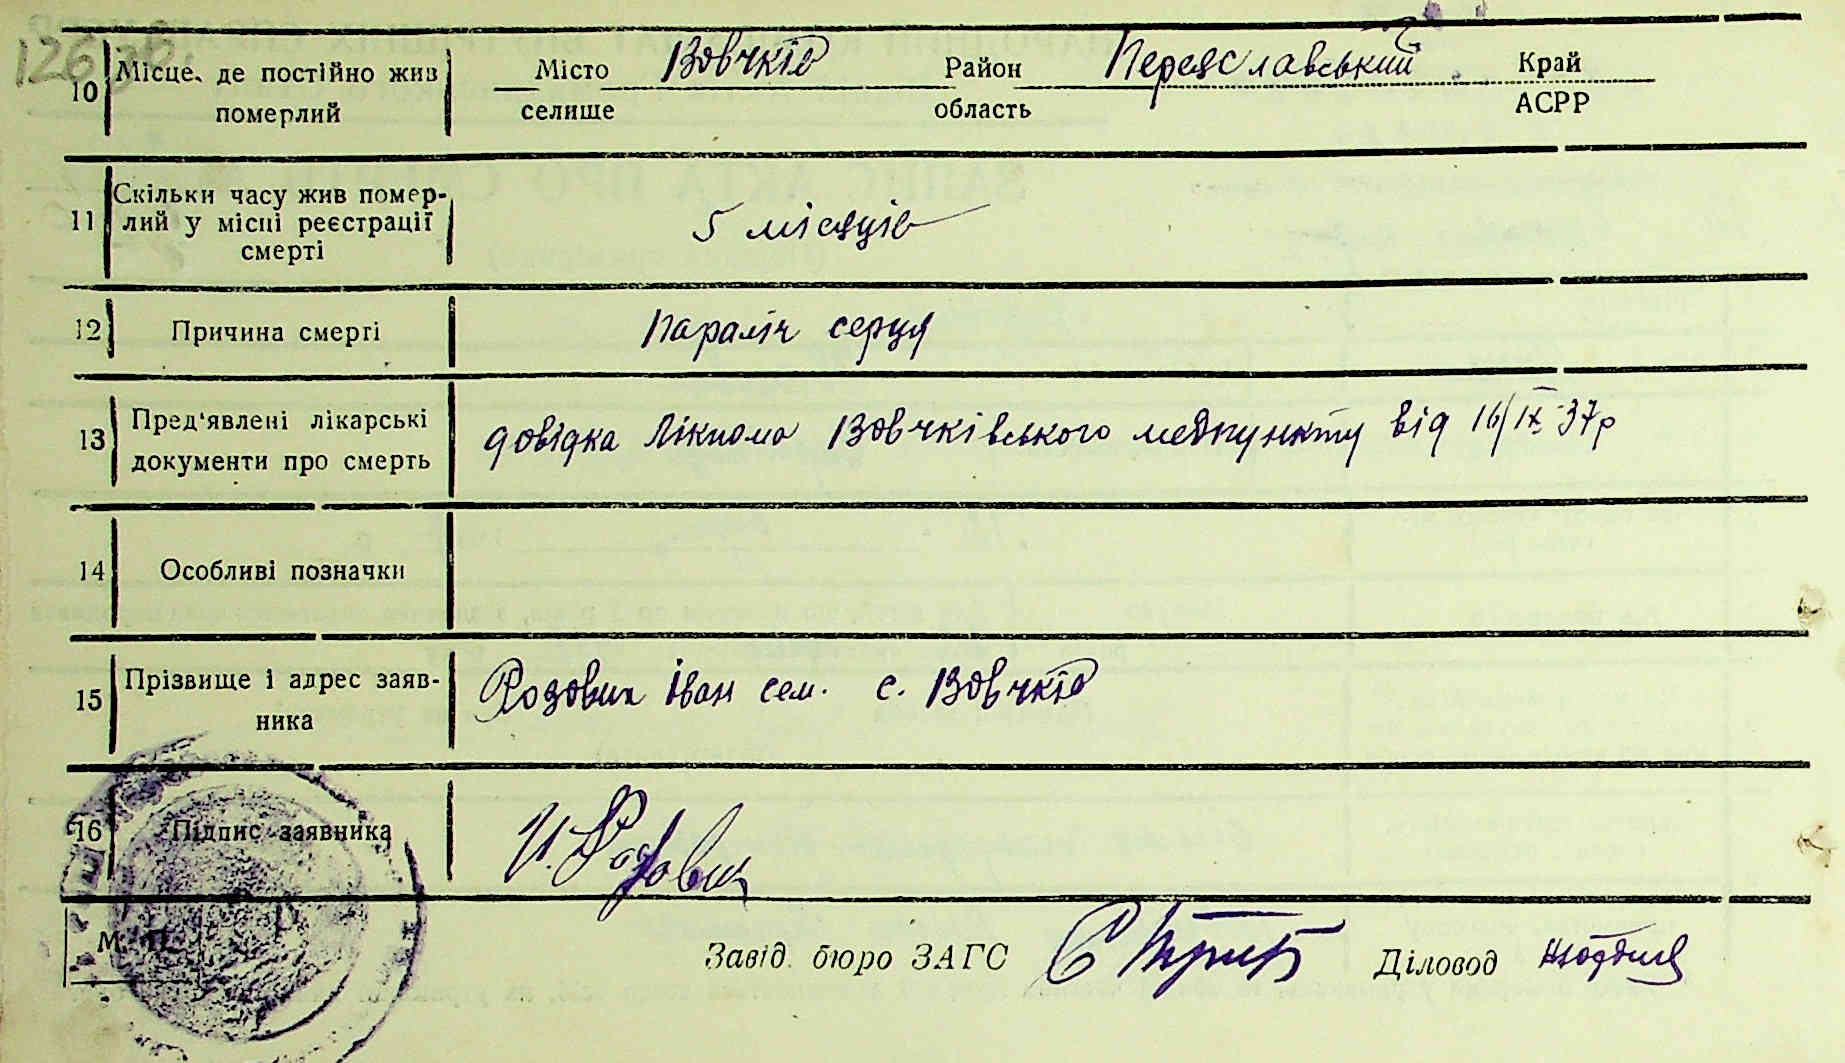 126 зв.
10 Місце, де постійно жив померлий
Місто селище Вовчків Район область Переяславський Край АСРР
11 Скільки часу жив помер-
лий у місці реєстрації
смерті
5 місяців
12 Причина смерті Параліч серця
13 Пред'явлені лікарські
документи про смерть
довідка Лікпома Вовчківського медпункту від 16/IX-37р
14 Особливі позначки
15 Прізвище і адрес заяв-
ника
Розовик Іван Сем. с. Вовчків
16 Підпис заявника И. Розовик
М. П.
Завід. бюро ЗАГС Діловод